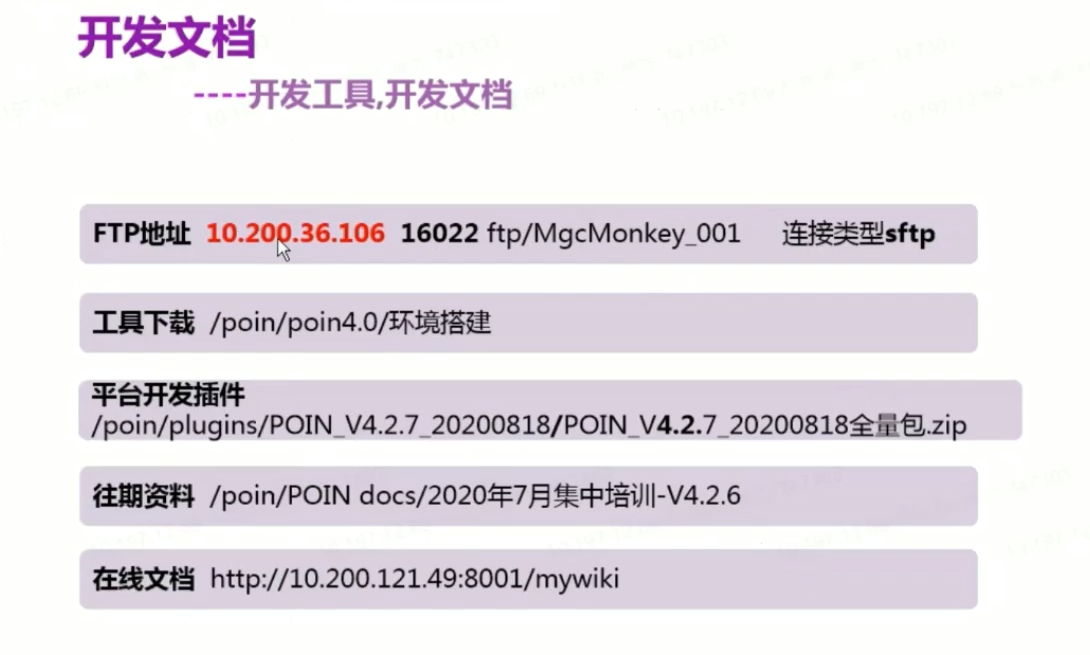 开发文档
----开发工具,开发文档
FTP地址 10.200.36.106 16022 ftp/MgcMonkey_001 连接类型sftp
工具下载 /poin/poin4.0/环境搭建
平台开发插件
/poin/plugins/POIN_V4.2.7_20200818/POIN_V4.2.7_20200818全量包.zip
往期资料 /poin/POIN docs/2020年7月集中培训-V4.2.6
在线文档 http://10.200.121.49:8001/mywiki